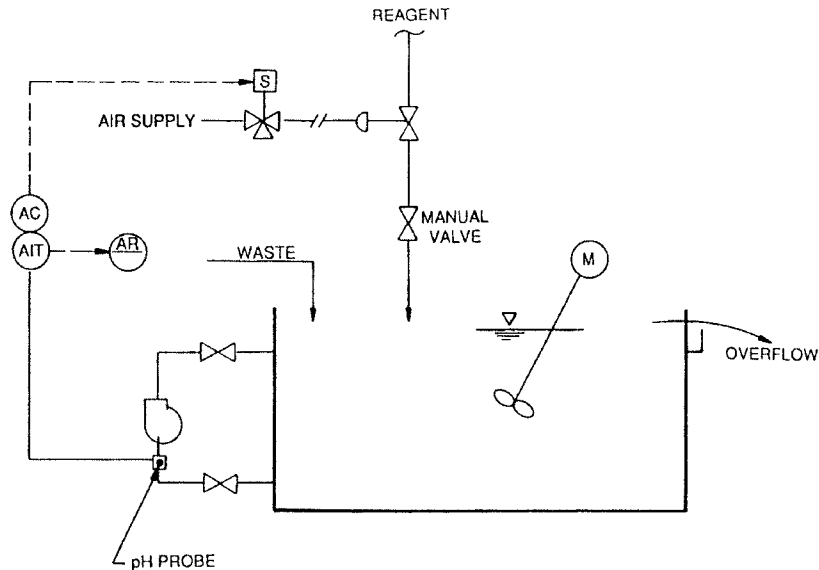 REAGENT
S
AIR SUPPLY
AC
AIT
AR
MANUAL
VALVE
WASTE
M
OVERFLOW
pH PROBE